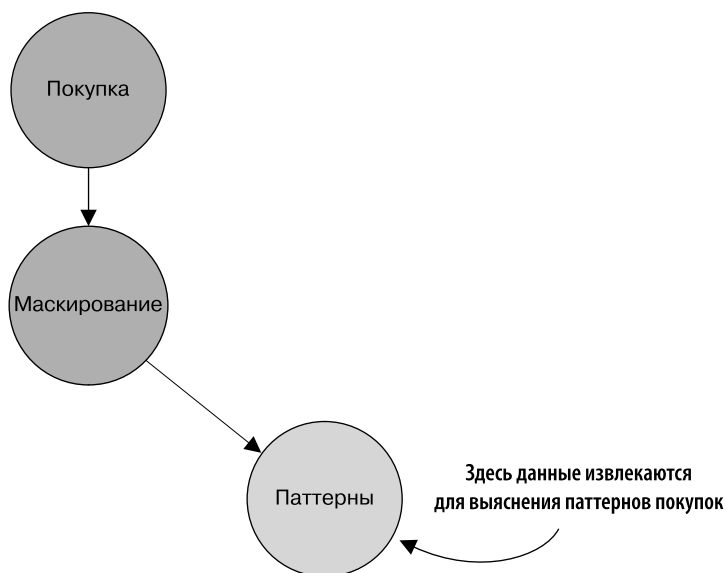 Покупка
Маскирование
Паттерны
Здесь данные извлекаются
для выяснения паттернов покупок